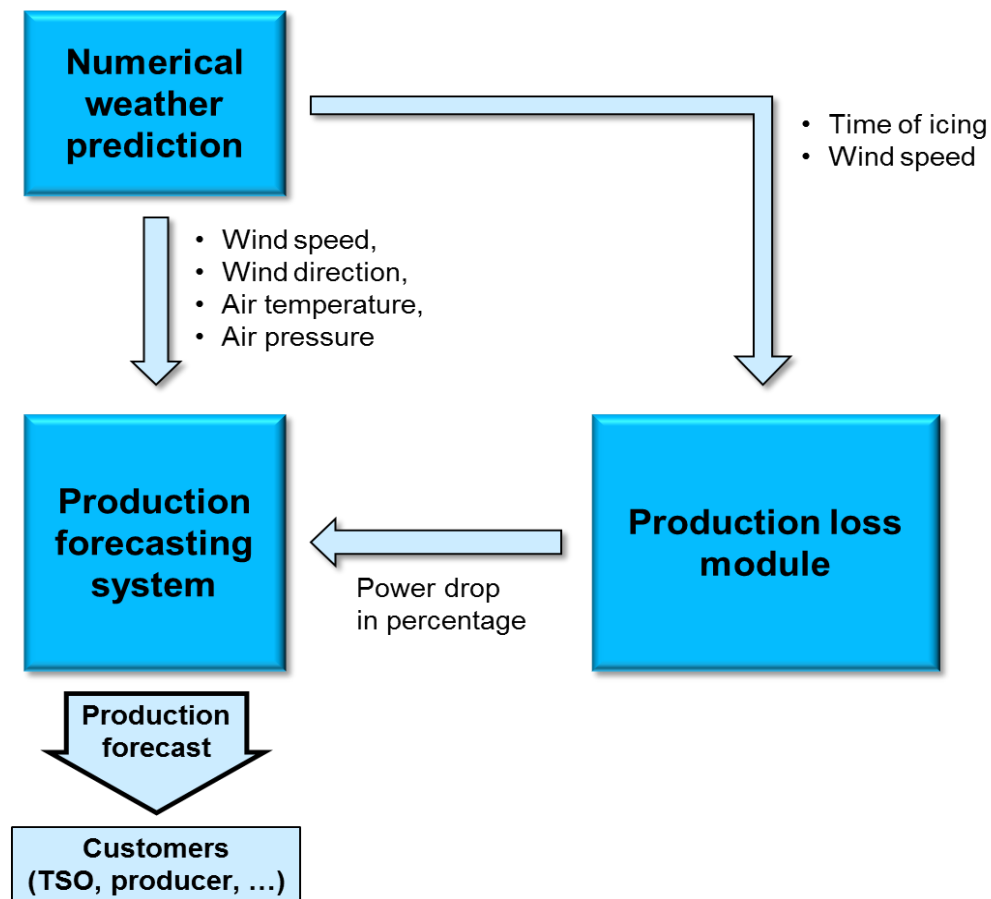 Numerical
weather
prediction
• Time of icing
• Wind speed
• Wind speed,
• Wind direction,
• Air temperature,
• Air pressure
Production
forecasting
system
Production loss
module
Power drop
in percentage
Production
forecast
Customers
(TSO, producer, …)